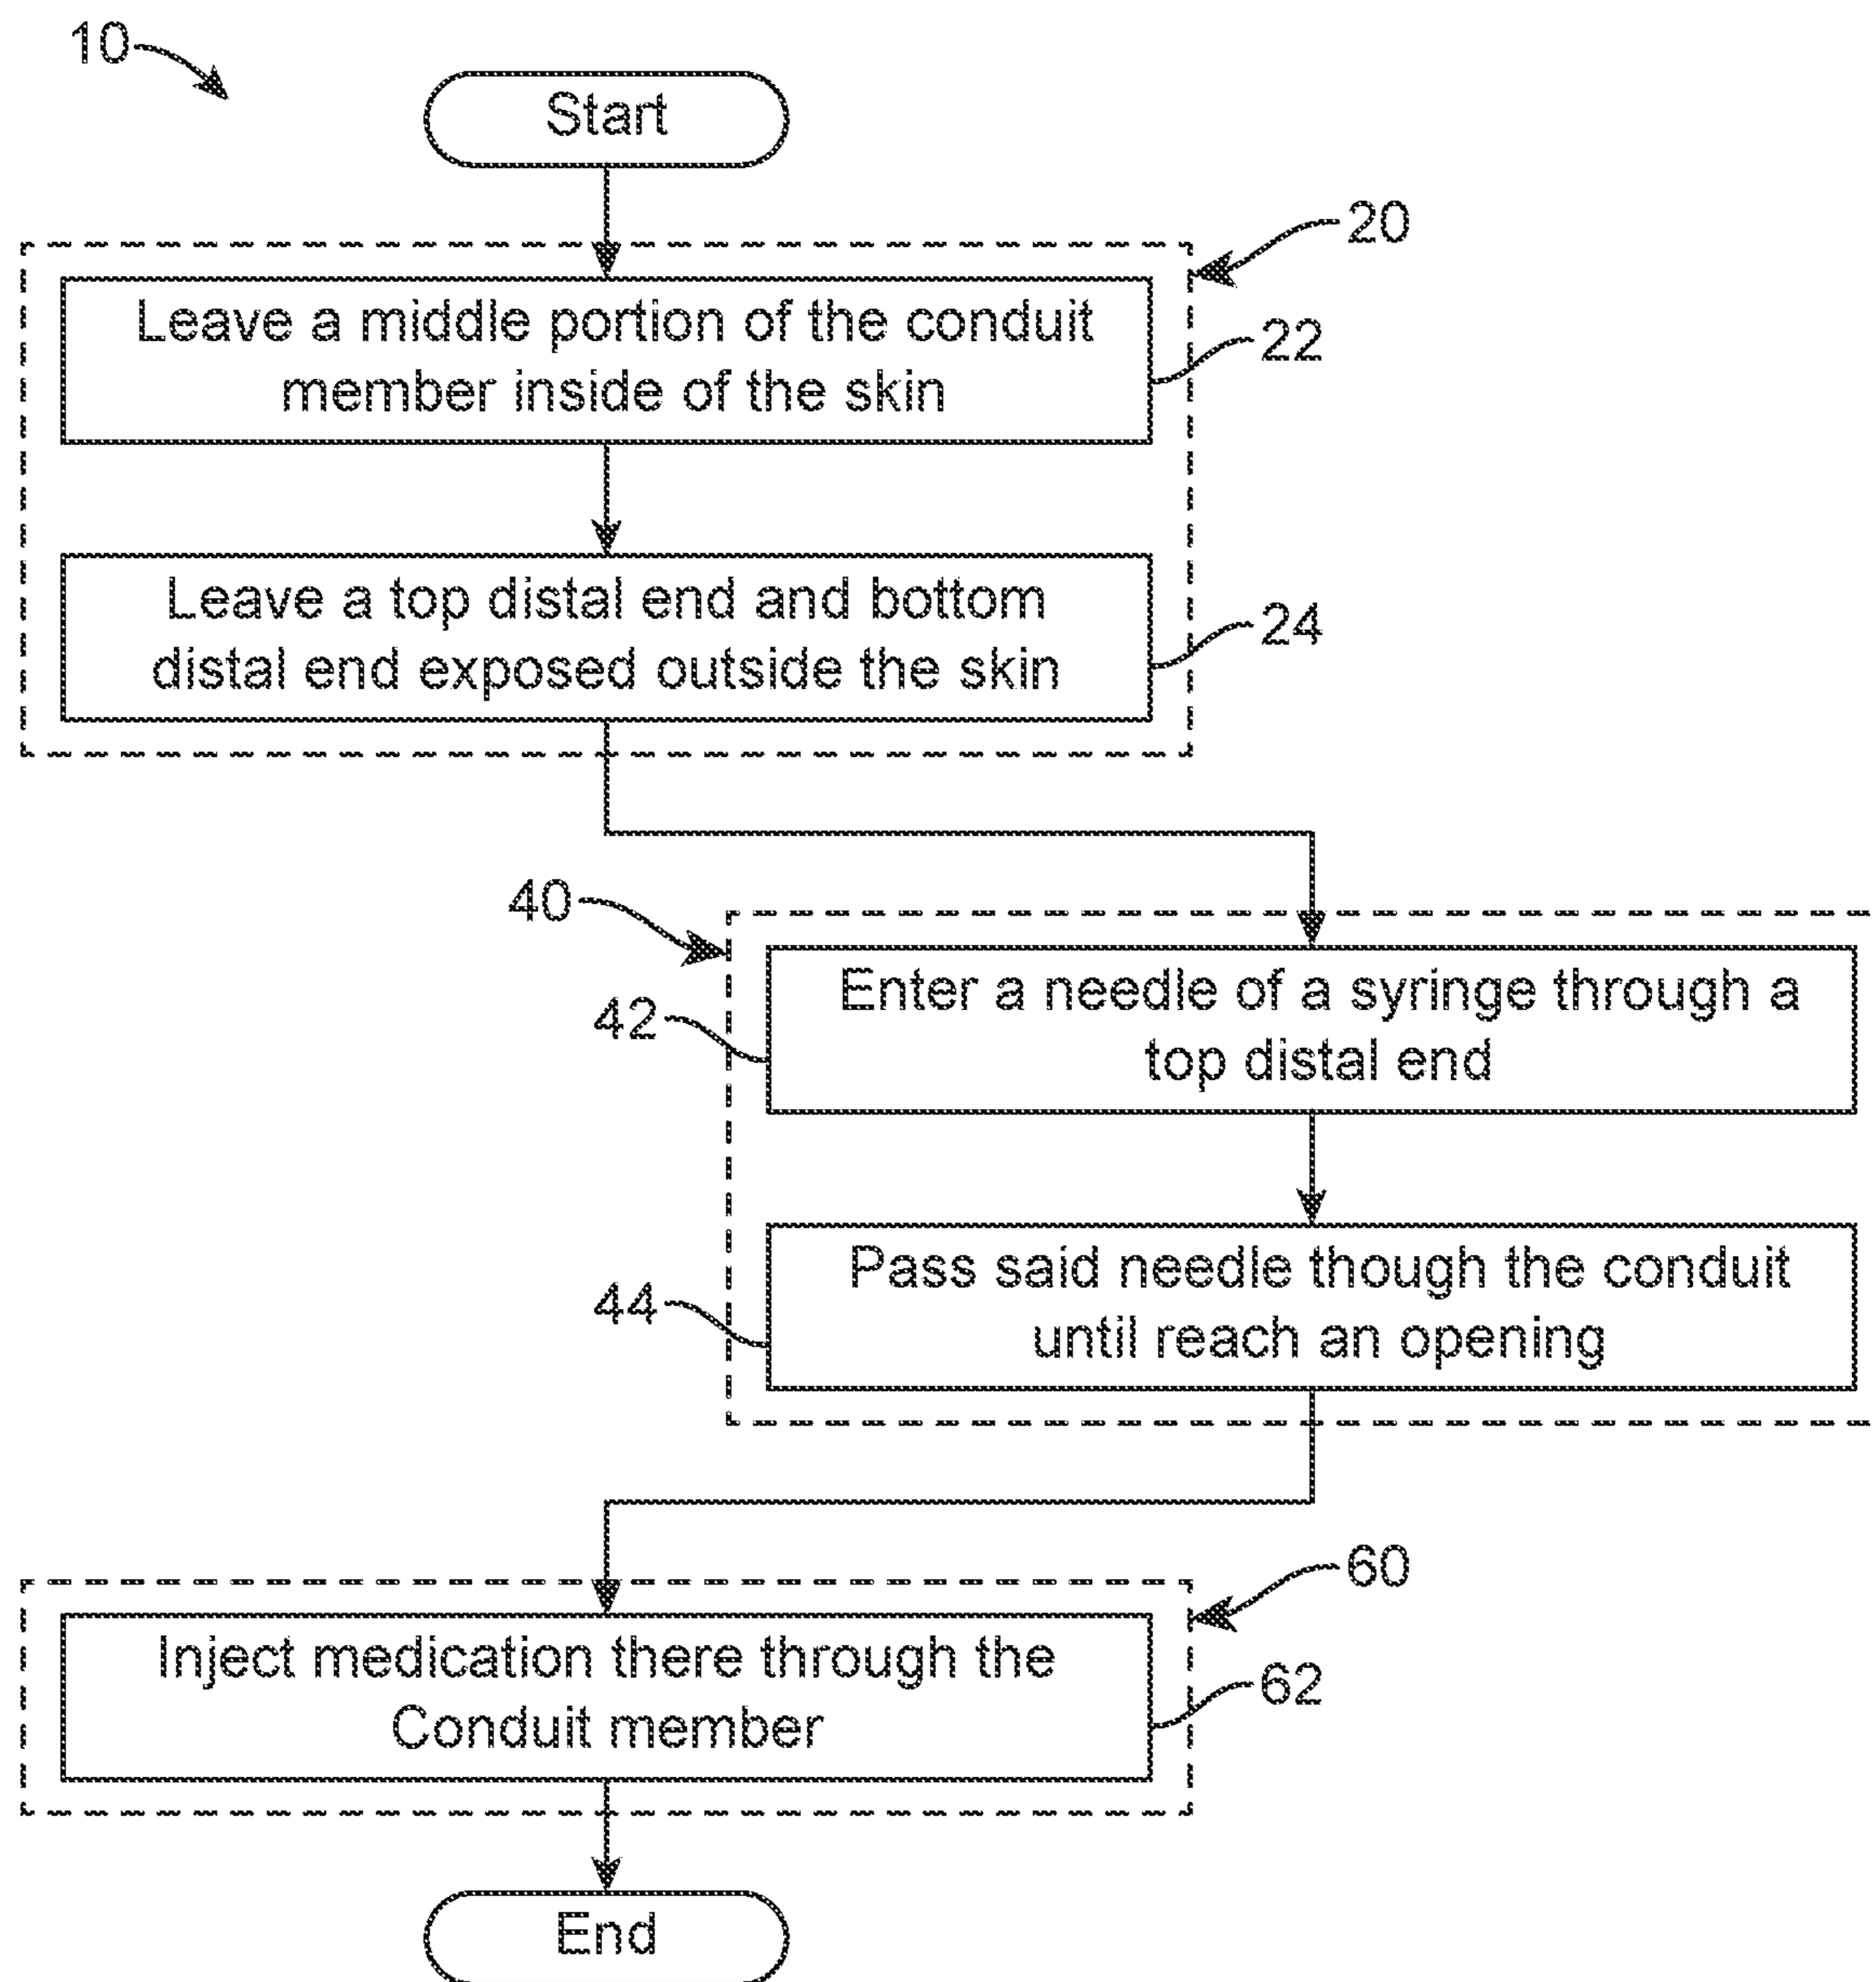 10
Start
20
Leave a middle portion of the conduit
member inside of the skin
22
Leave a top distal end and bottom
distal end exposed outside the skin
24
40
Enter a needle of a syringe through a
top distal end
42
Pass said needle though the conduit
until reach an opening
44
60
Inject medication there through the
Conduit member
62
End